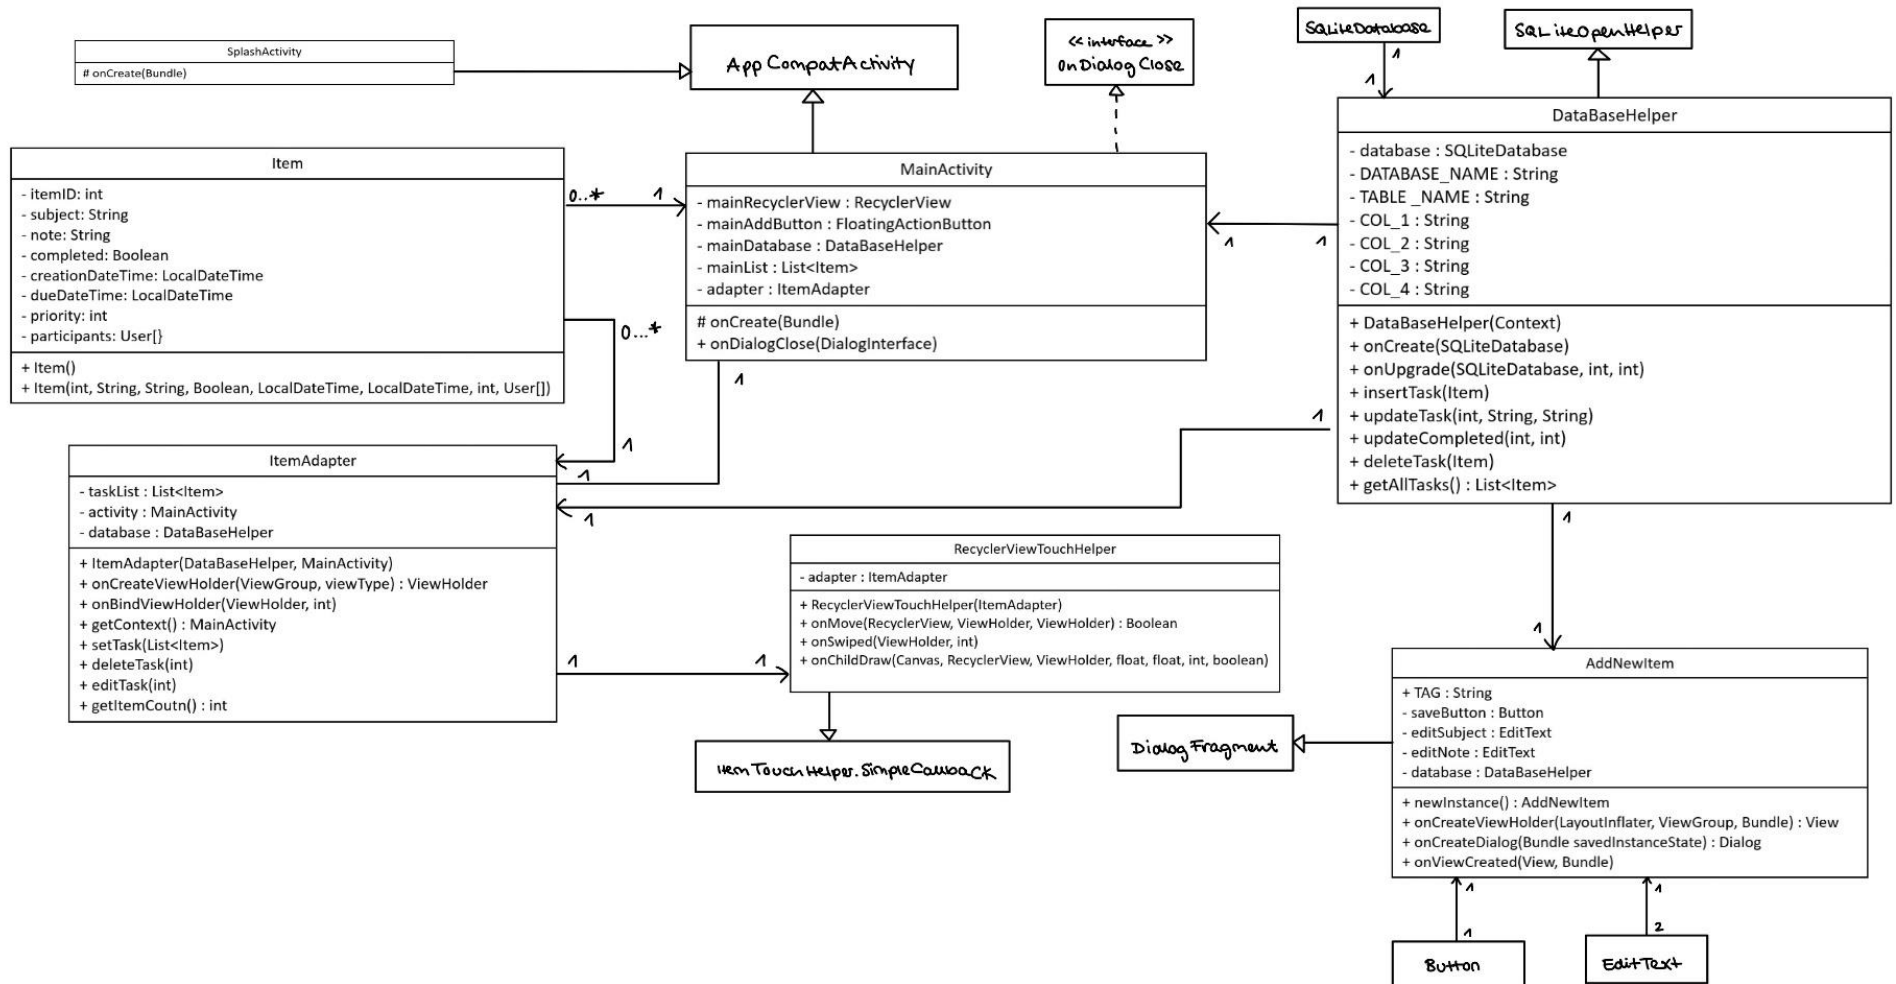 SplashActivity
# onCreate(Bundle)
AppCompatActivity
<<interface>>
onDialogClose
SQLiteDatabase
1
1
SQLiteOpenHelper
Item
- itemID: int
- subject: String
- note: String
- completed: Boolean
- creationDateTime: LocalDateTime
- dueDateTime: LocalDateTime
- priority: int
- participants: User[}
+ Item()
+ Item(int, String, String, Boolean, LocalDateTime, LocalDateTime, int, User[])
0..*
1
0...*
1
MainActivity
- mainRecyclerView : RecyclerView
- mainAddButton : FloatingActionButton
- mainDatabase : DataBaseHelper
- mainList : List<Item>
- adapter : ItemAdapter
# onCreate(Bundle)
+ onDialogClose(DialogInterface)
1
1
1
DataBaseHelper
- database : SQLiteDatabase
- DATABASE_NAME : String
- TABLE _NAME : String
- COL_1 : String
- COL_2 : String
- COL_3 : String
- COL_4 : String
+ DataBaseHelper(Context)
+ onCreate(SQLiteDatabase)
+ onUpgrade(SQLiteDatabase, int, int)
+ insertTask(Item)
+ updateTask(int, String, String)
+ updateCompleted(int, int)
+ deleteTask(Item)
+ getAllTasks() : List<Item>
1
1
1
ItemAdapter
- taskList : List<Item>
- activity : MainActivity
- database : DataBaseHelper
+ ItemAdapter(DataBaseHelper, MainActivity)
+ onCreateViewHolder(ViewGroup, viewType) : ViewHolder
+ onBindViewHolder(ViewHolder, int)
+ getContext() : MainActivity
+ setTask(List<Item>)
+ deleteTask(int)
+ editTask(int)
+ getItemCoutn() : int
1
1
1
1
RecyclerViewTouchHelper
- adapter : ItemAdapter
+ RecyclerViewTouchHelper(ItemAdapter)
+ onMove(RecyclerView, ViewHolder, ViewHolder) : Boolean
+ onSwiped(ViewHolder, int)
+ onChildDraw(Canvas, RecyclerView, ViewHolder, float, float, int, boolean)
ItemTouchHelper.SimpleCallback
DialogFragment
AddNewItem
+ TAG : String
- saveButton : Button
- editSubject : EditText
- editNote : EditText
- database : DataBaseHelper
+ newInstance() : AddNewItem
+ onCreateViewHolder(LayoutInflater, ViewGroup, Bundle) : View
+ onCreateDialog(Bundle savedInstanceState) : Dialog
+ onViewCreated(View, Bundle)
1
1
1
2
Button
EditText